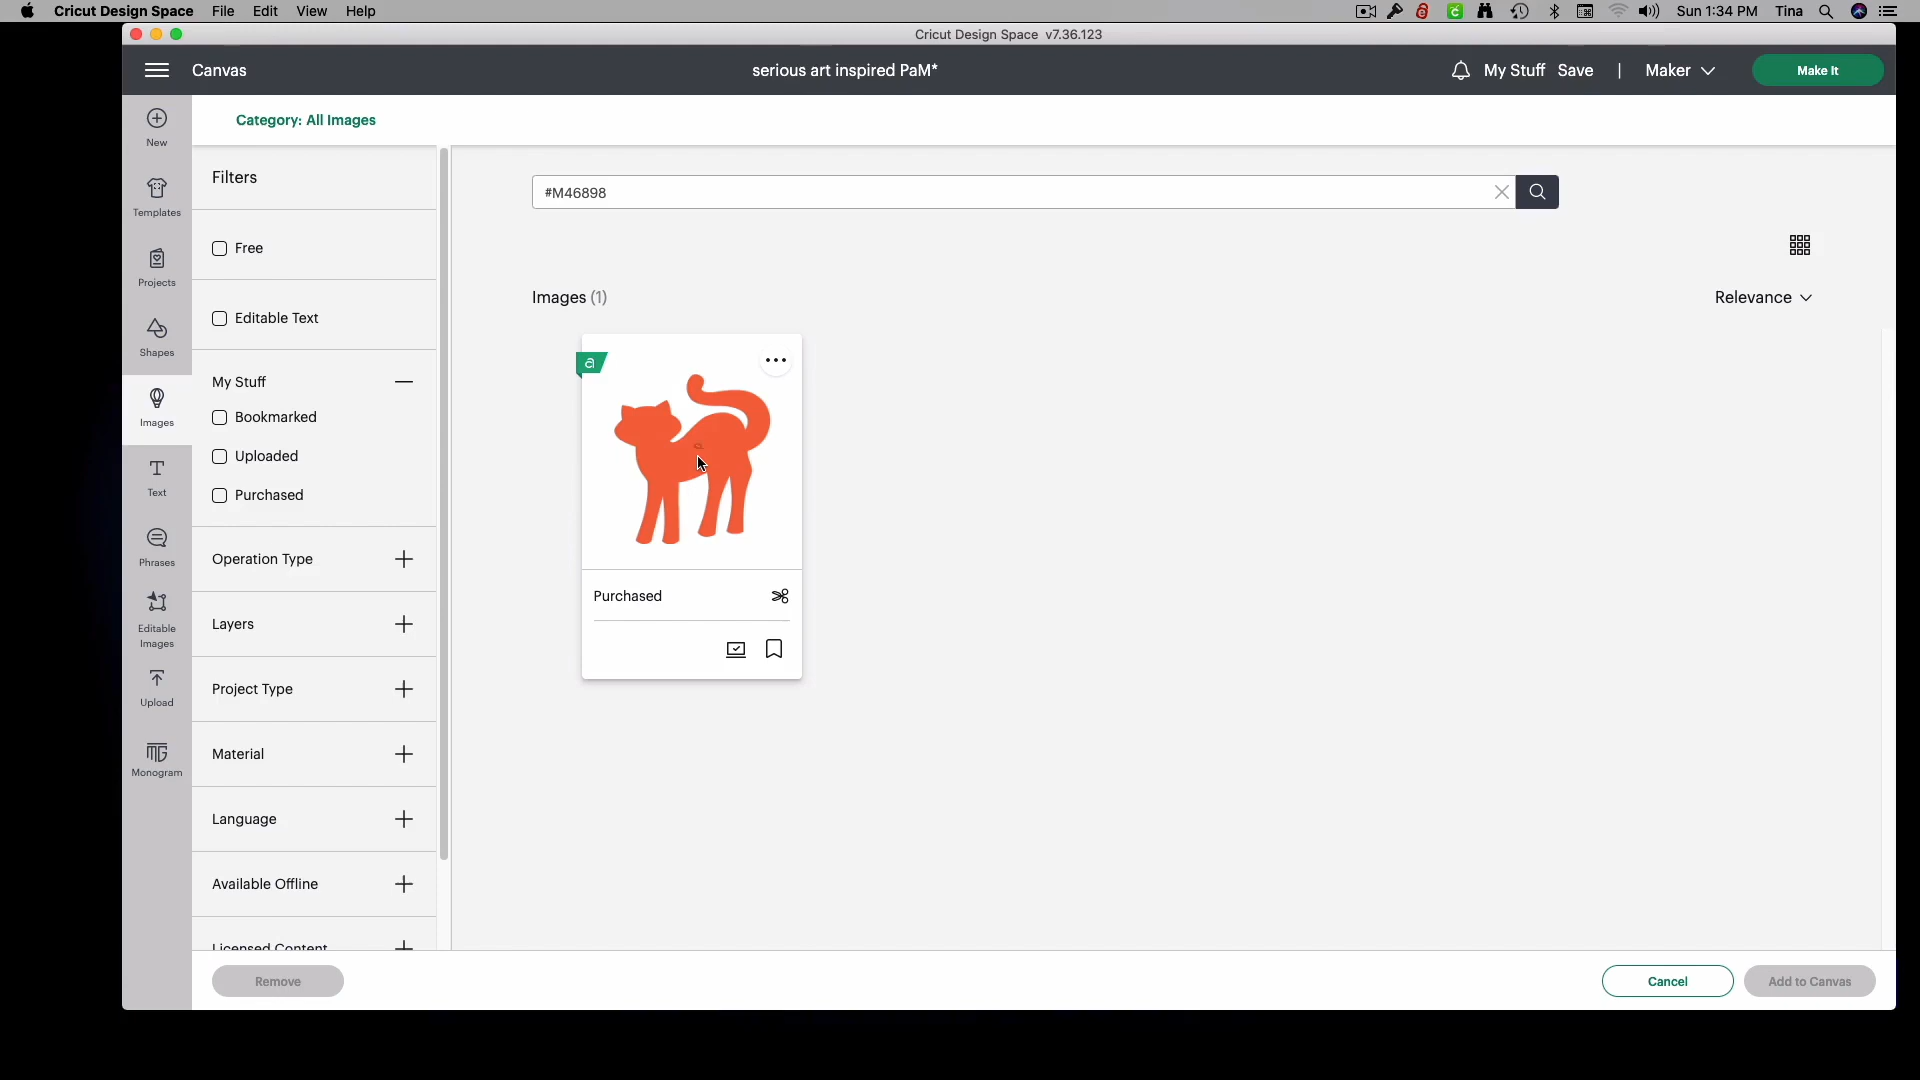 Cricut Design Space File Edit View Help Sun 1:34 PM Tina
Cricut Design Space v7.36.123
Canvas serious art inspired PaM* My Stuff Save | Maker Make It
Category: All Images
New
Templates
Projects
Shapes
Images
Text
Phrases
Editable
Images
Upload
Monogram
Filters
Free
Editable Text
My Stuff
Bookmarked
Uploaded
Purchased
Operation Type
Layers
Project Type
Material
Language
Available Offline
Licensed Content
#M46898
Images (1) Relevance
a
Purchased
Remove Cancel Add to Canvas